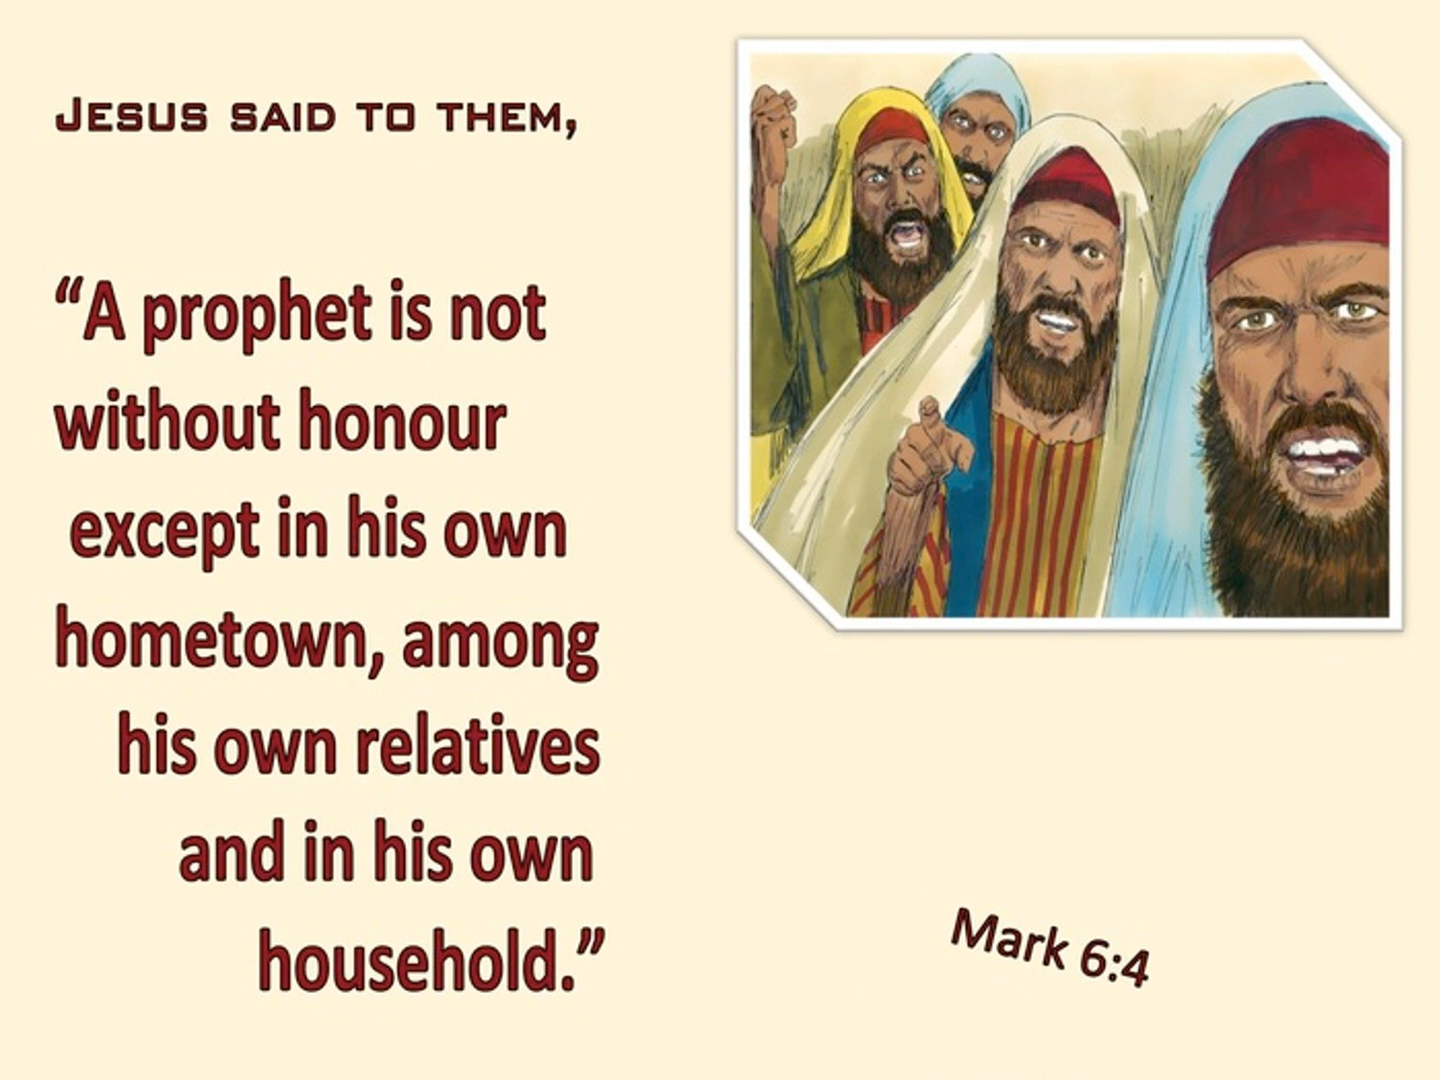 Jesus said to them,
“A prophet is not
without honour
except in his own
hometown, among
his own relatives
and in his own
household.”
Mark 6:4